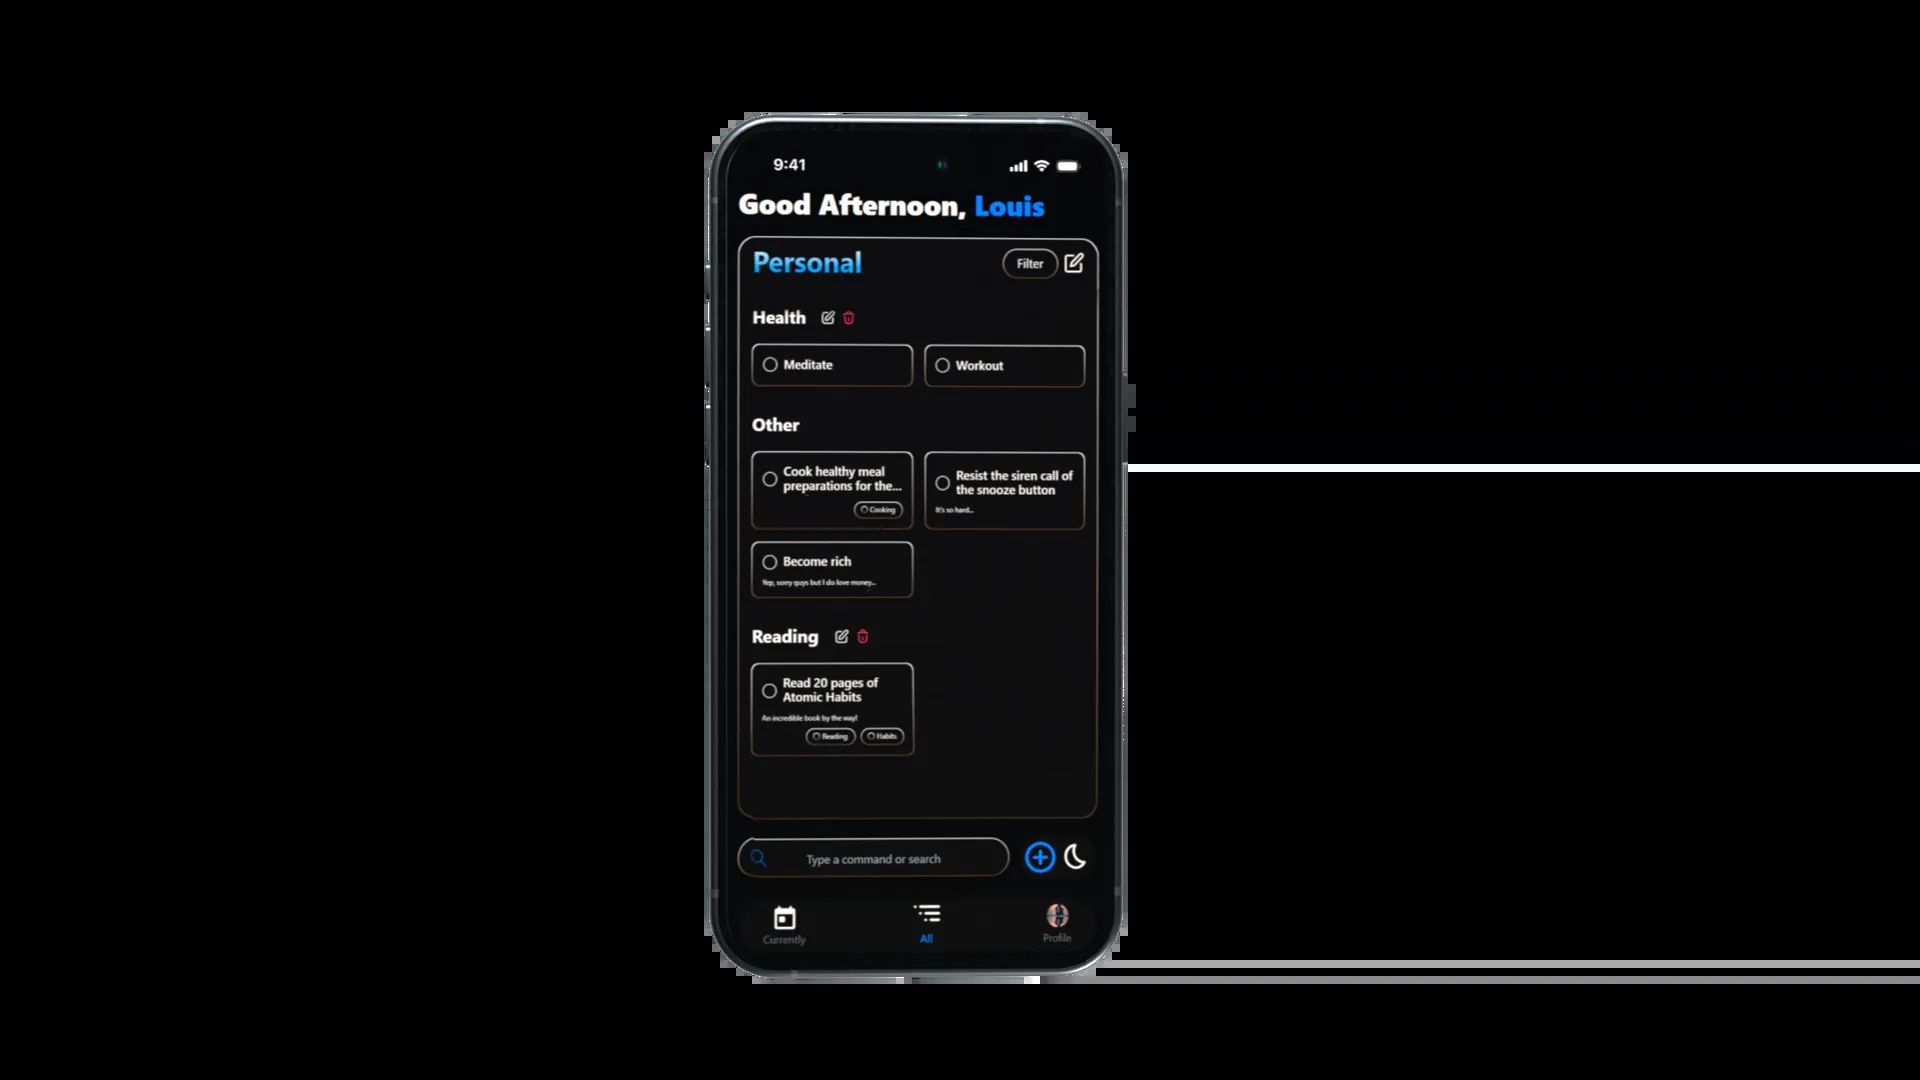 9:41
Good Afternoon, Louis
Personal
Filter
Health
Meditate
Workout
Other
Cook healthy meal
preparations for the...
Cooking
Resist the siren call of
the snooze button
It's so hard...
Become rich
Yep, sorry guys but I do love money...
Reading
Read 20 pages of
Atomic Habits
An incredible book by the way!
Reading
Habits
Type a command or search
Currently
All
Profile